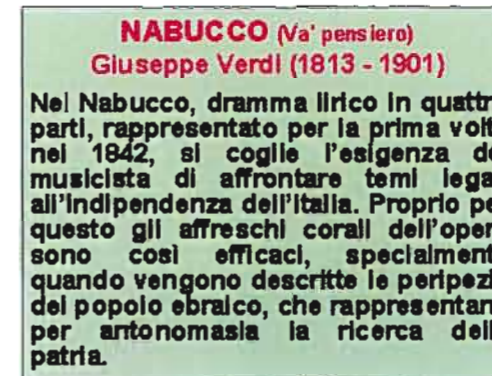 NABUCCO (Va' pensiero)
Giuseppe Verdi (1813 - 1901)
Nel Nabucco, dramma lirico in quattr
parti, rappresentato per la prima volt
nel 1842, si coglie l'esigenza de
musicista di affrontare temi lega
all'indipendenza dell'Italia. Proprio pe
questo gli affreschi corali dell'oper
sono così efficaci, specialment
quando vengono descritte le peripezi
del popolo ebraico, che rappresentan
per antonomasia la ricerca dell
patria.